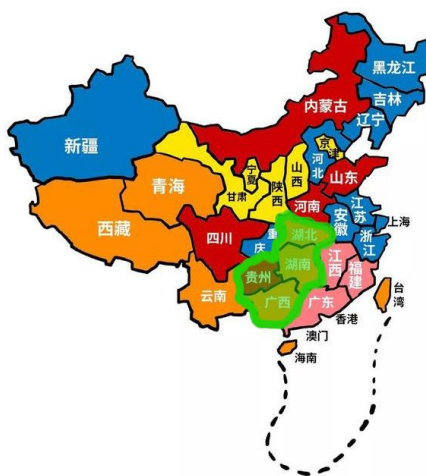 黑龙江
吉林
辽宁
内蒙古
新疆
京
津
河北
山西
宁夏
山东
青海
甘肃
陕西
河南
江苏
安徽
上海
西藏
四川
重庆
湖北
浙江
湖南
江西
福建
贵州
云南
广西
广东
台湾
香港
澳门
海南